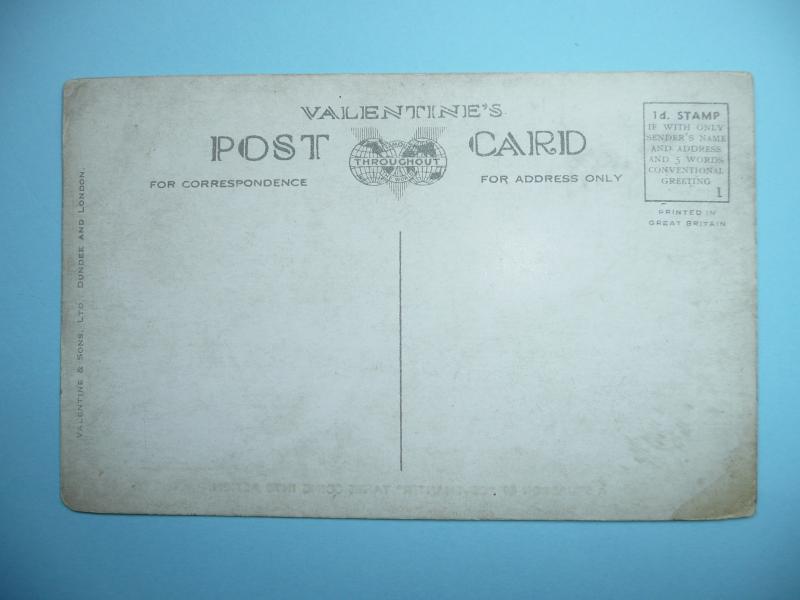 VALENTINE'S
POST CARD
THROUGHOUT
FOR CORRESPONDENCE
FOR ADDRESS ONLY
1d. STAMP
IF WITH ONLY
SENDER'S NAME
AND ADDRESS
AND 5 WORDS
CONVENTIONAL
GREETING
1
PRINTED IN
GREAT BRITAIN
VALENTINE & SONS, LTD. DUNDEE AND LONDON.